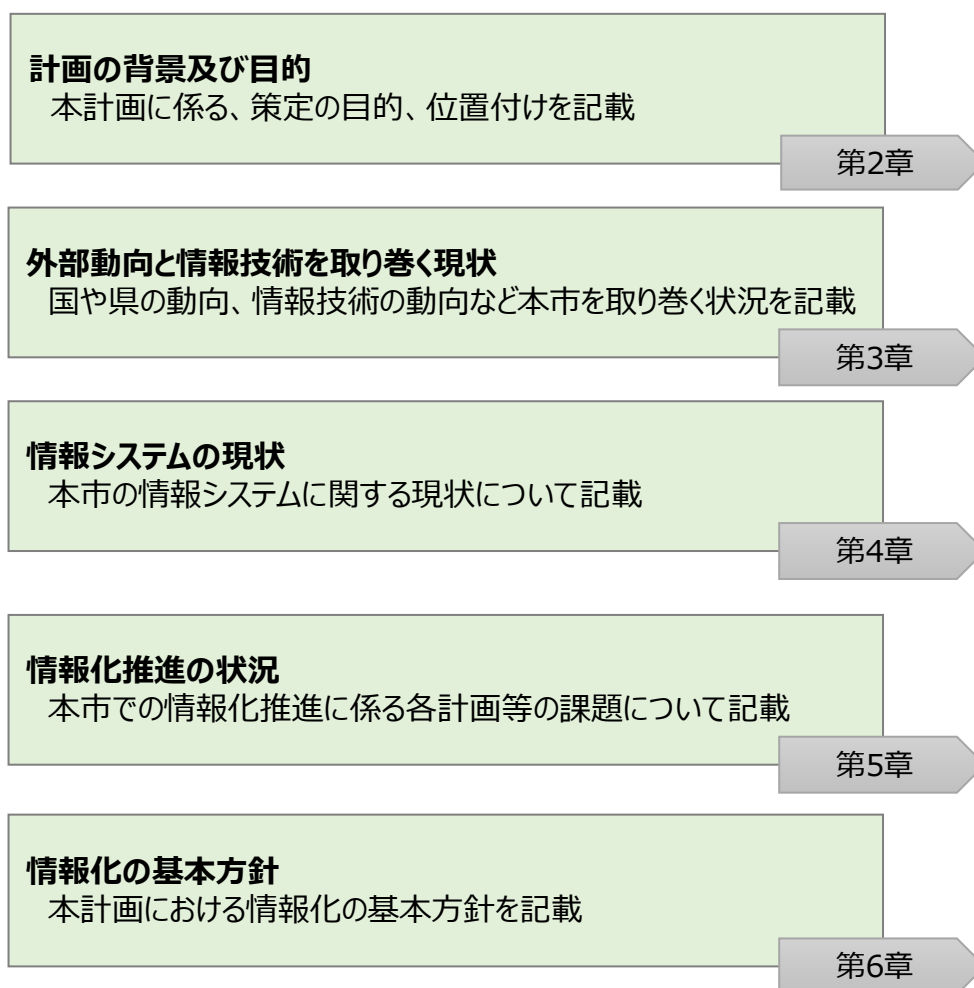 計画の背景及び目的
本計画に係る、策定の目的、位置付けを記載
第2章
外部動向と情報技術を取り巻く現状
国や県の動向、情報技術の動向など本市を取り巻く状況を記載
第3章
情報システムの現状
本市の情報システムに関する現状について記載
第4章
情報化推進の状況
本市での情報化推進に係る各計画等の課題について記載
第5章
情報化の基本方針
本計画における情報化の基本方針を記載
第6章